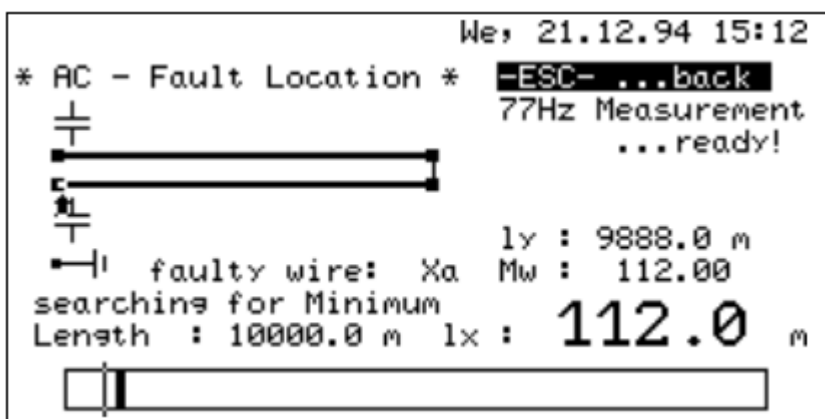 We, 21.12.94 15:12
* AC - Fault Location * -ESC- ...back
77Hz Measurement
...ready!
ly : 9888.0 m
faulty wire: Xa Mw : 112.00
searching for Minimum
Length : 10000.0 m lx : 112.0 m